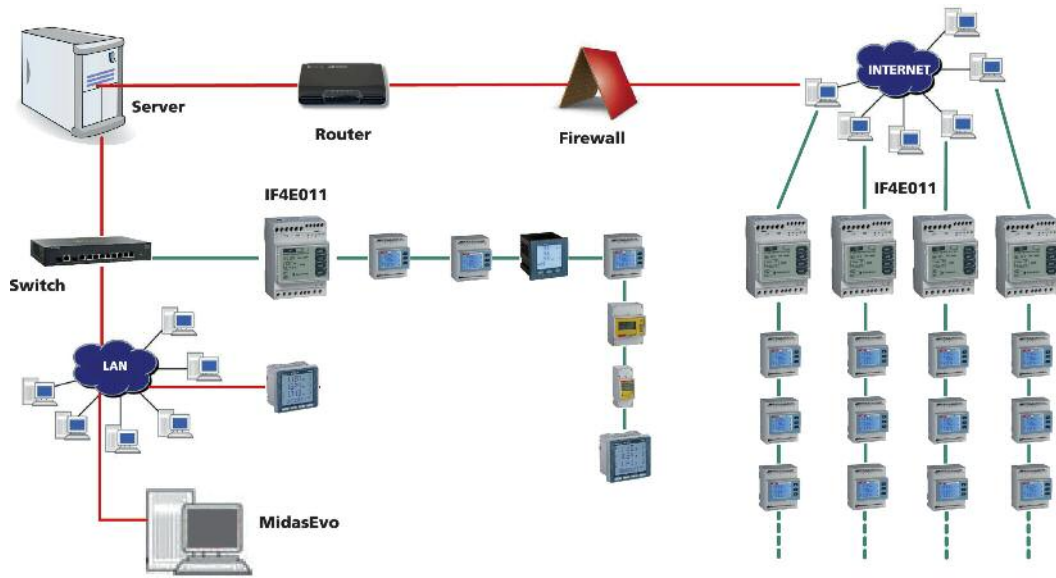 INTERNET
Server
Router
Firewall
IF4E011
IF4E011
Switch
LAN
MidasEvo